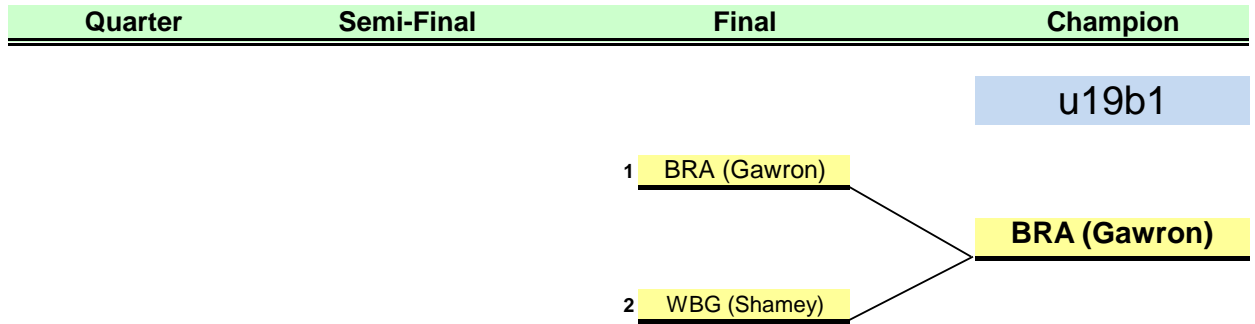 Quarter Semi-Final Final Champion
u19b1
1 BRA (Gawron)
BRA (Gawron)
2 WBG (Shamey)